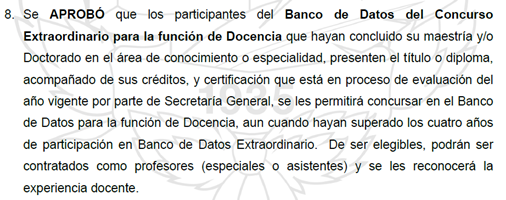 8. Se APROBÓ que los participantes del Banco de Datos del Concurso
Extraordinario para la función de Docencia que hayan concluido su maestría y/o
Doctorado en el área de conocimiento o especialidad, presenten el título o diploma,
acompañado de sus créditos, y certificación que está en proceso de evaluación del
año vigente por parte de Secretaría General, se les permitirá concursar en el Banco
de Datos para la función de Docencia, aun cuando hayan superado los cuatro años
de participación en Banco de Datos Extraordinario. De ser elegibles, podrán ser
contratados como profesores (especiales o asistentes) y se les reconocerá la
experiencia docente.
1935